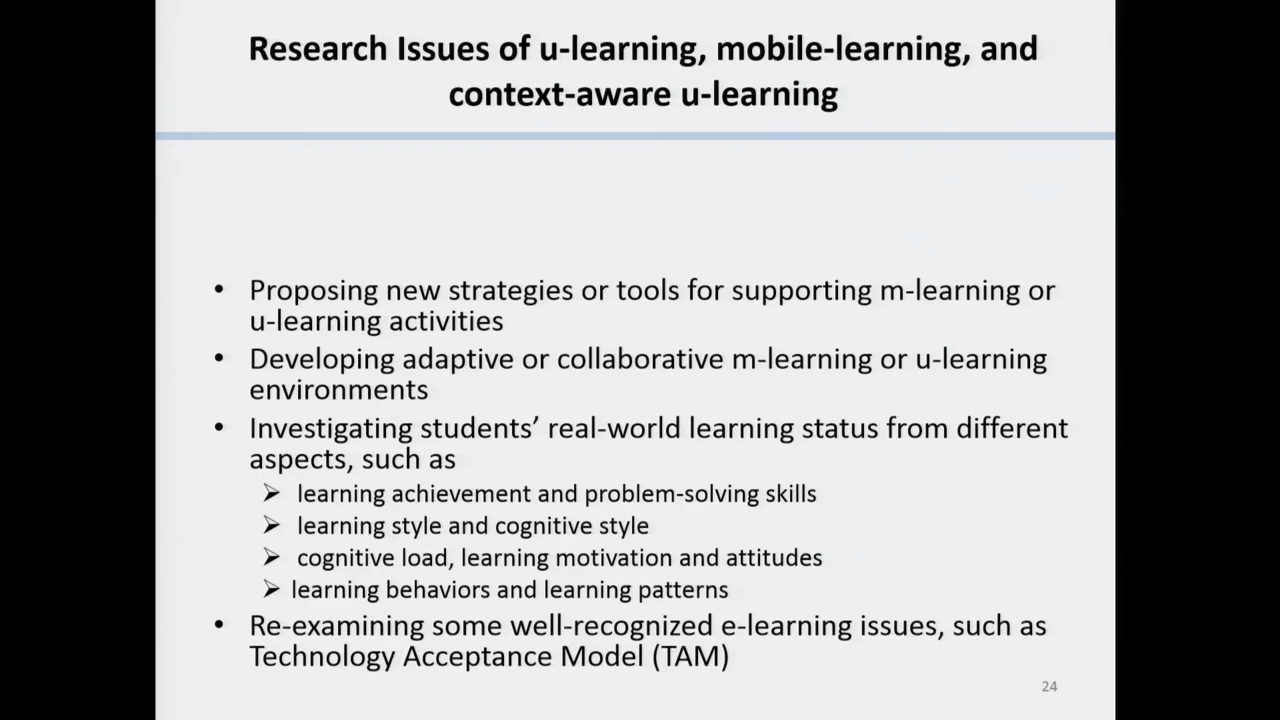 Research Issues of u-learning, mobile-learning, and
context-aware u-learning
• Proposing new strategies or tools for supporting m-learning or
u-learning activities
• Developing adaptive or collaborative m-learning or u-learning
environments
• Investigating students’ real-world learning status from different
aspects, such as
➢ learning achievement and problem-solving skills
➢ learning style and cognitive style
➢ cognitive load, learning motivation and attitudes
➢ learning behaviors and learning patterns
• Re-examining some well-recognized e-learning issues, such as
Technology Acceptance Model (TAM)
24